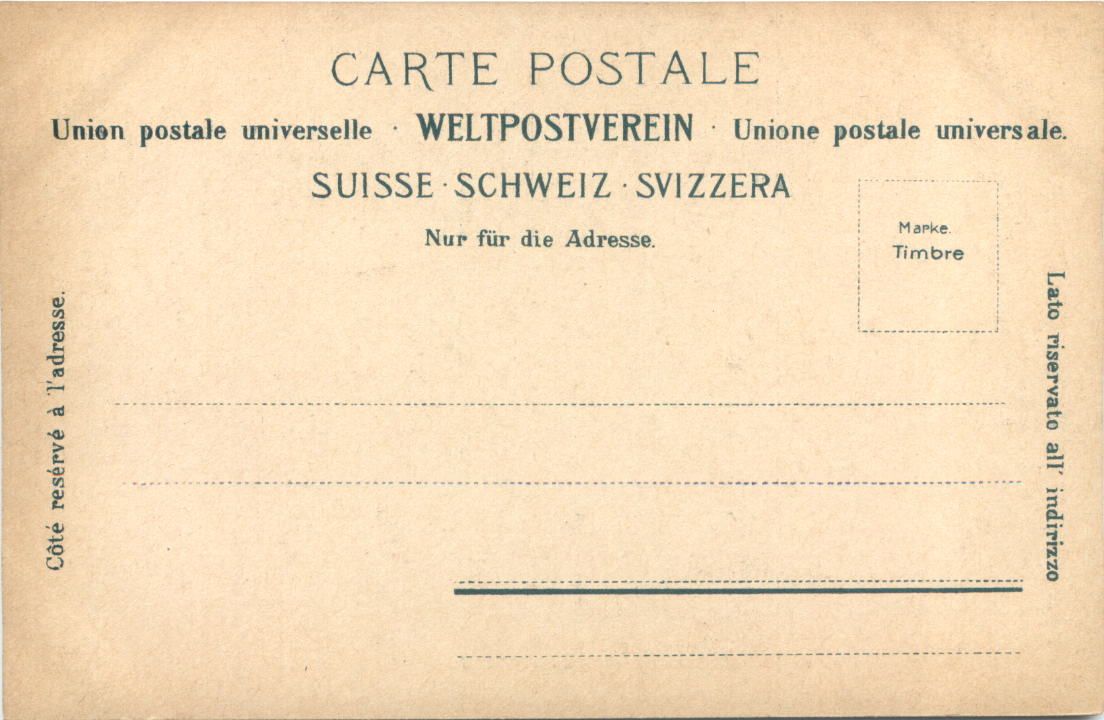 CARTE POSTALE
Union postale universelle · WELTPOSTVEREIN · Unione postale universale.
SUISSE · SCHWEIZ · SVIZZERA
Nur für die Adresse.
Marke.
Timbre
Côté resérvé à l'adresse.
Lato riservato all' indirizzo